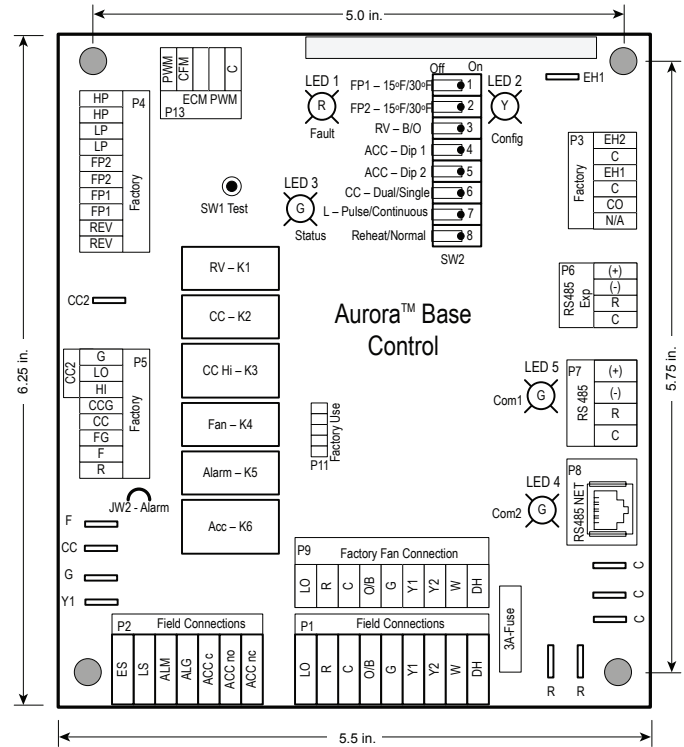 5.0 in.
6.25 in.
5.75 in.
5.5 in.
PWM
CFM
C
P13
ECM PWM
LED 1
R
Fault
Off
On
FP1 – 15ºF/30ºF
1
FP2 – 15ºF/30ºF
2
RV – B/O
3
ACC – Dip 1
4
ACC – Dip 2
5
CC – Dual/Single
6
L – Pulse/Continuous
7
Reheat/Normal
8
SW2
LED 2
Y
Config
EH1
P4
HP
HP
LP
LP
FP2
FP2
FP1
FP1
REV
REV
Factory
SW1 Test
LED 3
G
Status
P3
EH2
C
EH1
C
CO
N/A
Factory
RV – K1
CC – K2
CC Hi – K3
Fan – K4
Alarm – K5
Acc – K6
Aurora™ Base
Control
CC2
P6
RS485
Exp
(+)
(-)
R
C
CC2
P5
G
LO
HI
CCG
CC
FG
F
R
Factory
LED 5
Com1
G
P7
RS 485
(+)
(-)
R
C
P11
Factory Use
JW2 - Alarm
LED 4
Com2
G
P8
RS485 NET
F
CC
G
Y1
P9
Factory Fan Connection
LO
R
C
O/B
G
Y1
Y2
W
DH
C
C
C
P2
Field Connections
ES
LS
ALM
ALG
ACC c
ACC no
ACC nc
P1
Field Connections
LO
R
C
O/B
G
Y1
Y2
W
DH
3A-Fuse
R
R